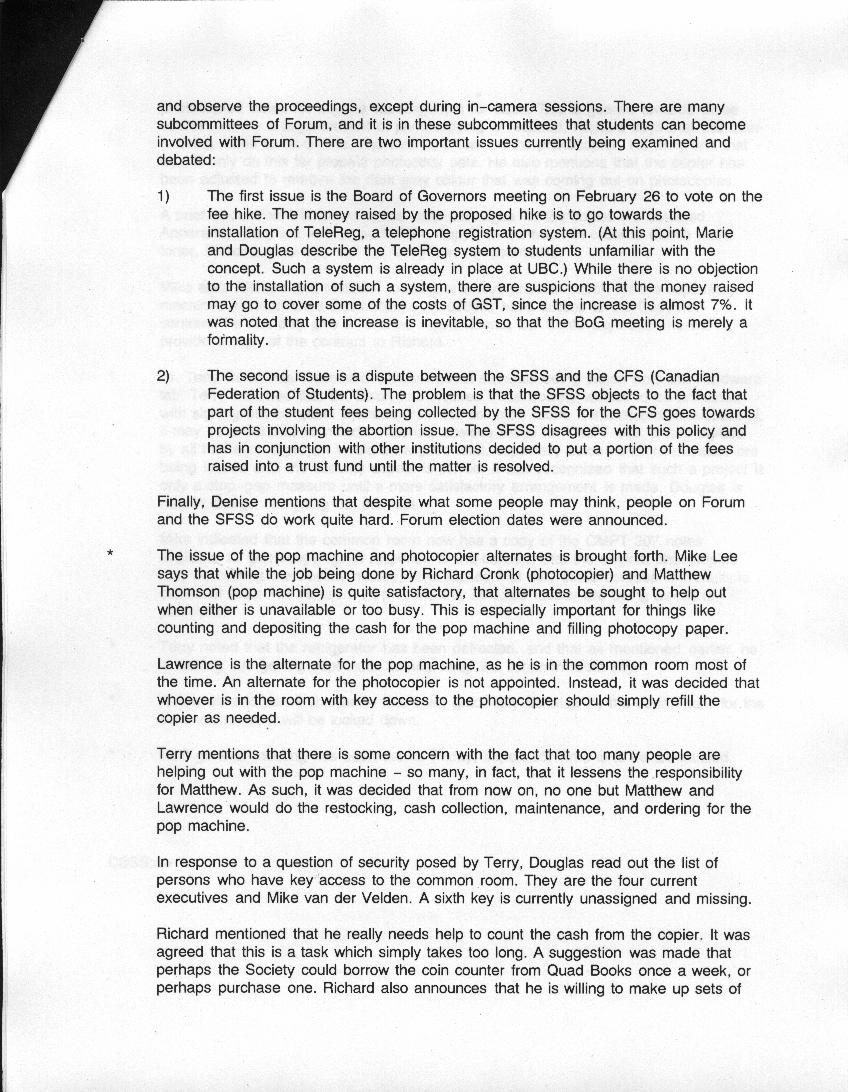 and observe the proceedings, except during in-camera sessions. There are many
subcommittees of Forum, and it is in these subcommittees that students can become
involved with Forum. There are two important issues currently being examined and
debated:
1) The first issue is the Board of Governors meeting on February 26 to vote on the
fee hike. The money raised by the proposed hike is to go towards the
installation of TeleReg, a telephone registration system. (At this point, Marie
and Douglas describe the TeleReg system to students unfamiliar with the
concept. Such a system is already in place at UBC.) While there is no objection
to the installation of such a system, there are suspicions that the money raised
may go to cover some of the costs of GST, since the increase is almost 7%. It
was noted that the increase is inevitable, so that the BoG meeting is merely a
formality.
2) The second issue is a dispute between the SFSS and the CFS (Canadian
Federation of Students). The problem is that the SFSS objects to the fact that
part of the student fees being collected by the SFSS for the CFS goes towards
projects involving the abortion issue. The SFSS disagrees with this policy and
has in conjunction with other institutions decided to put a portion of the fees
raised into a trust fund until the matter is resolved.
Finally, Denise mentions that despite what some people may think, people on Forum
and the SFSS do work quite hard. Forum election dates were announced.
* The issue of the pop machine and photocopier alternates is brought forth. Mike Lee
says that while the job being done by Richard Cronk (photocopier) and Matthew
Thomson (pop machine) is quite satisfactory, that alternates be sought to help out
when either is unavailable or too busy. This is especially important for things like
counting and depositing the cash for the pop machine and filling photocopy paper.
Lawrence is the alternate for the pop machine, as he is in the common room most of
the time. An alternate for the photocopier is not appointed. Instead, it was decided that
whoever is in the room with key access to the photocopier should simply refill the
copier as needed.
Terry mentions that there is some concern with the fact that too many people are
helping out with the pop machine – so many, in fact, that it lessens the responsibility
for Matthew. As such, it was decided that from now on, no one but Matthew and
Lawrence would do the restocking, cash collection, maintenance, and ordering for the
pop machine.
In response to a question of security posed by Terry, Douglas read out the list of
persons who have key access to the common room. They are the four current
executives and Mike van der Velden. A sixth key is currently unassigned and missing.
Richard mentioned that he really needs help to count the cash from the copier. It was
agreed that this is a task which simply takes too long. A suggestion was made that
perhaps the Society could borrow the coin counter from Quad Books once a week, or
perhaps purchase one. Richard also announces that he is willing to make up sets of